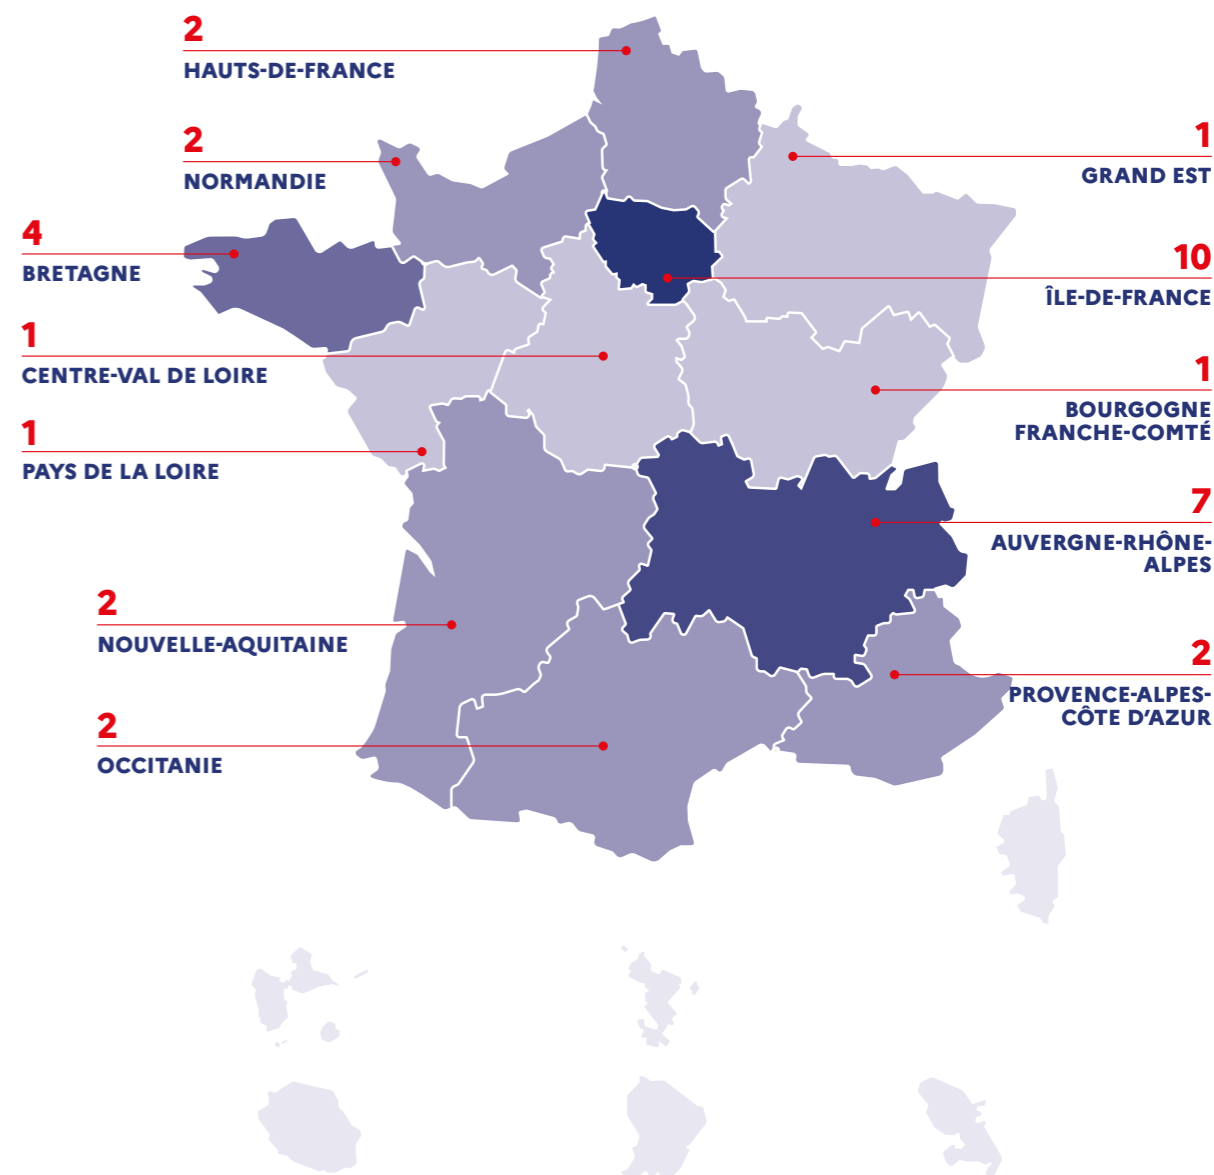 2
HAUTS-DE-FRANCE
2
NORMANDIE
4
BRETAGNE
1
CENTRE-VAL DE LOIRE
1
PAYS DE LA LOIRE
2
NOUVELLE-AQUITAINE
2
OCCITANIE
1
GRAND EST
10
ÎLE-DE-FRANCE
1
BOURGOGNE
FRANCHE-COMTÉ
7
AUVERGNE-RHÔNE-
ALPES
2
PROVENCE-ALPES-
CÔTE D’AZUR